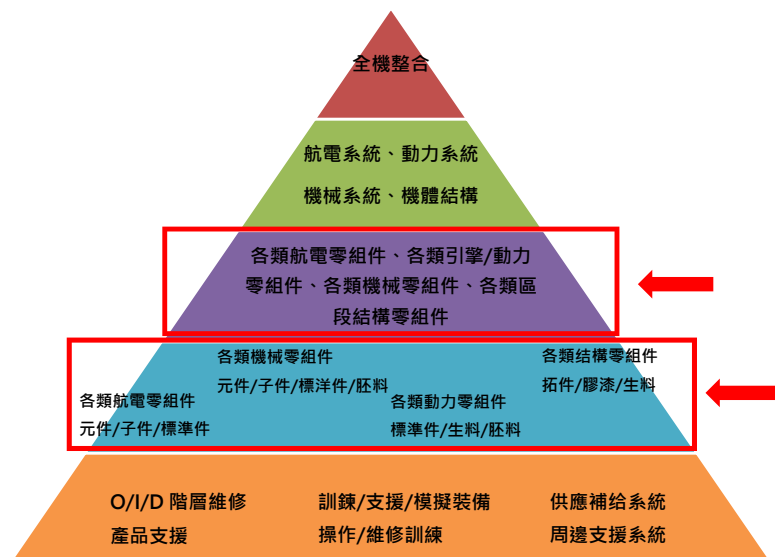 全機整合
航電系統、動力系統
機械系統、機體結構
各類航電零組件、各類引擎/動力
零組件、各類機械零組件、各類區
段結構零組件
各類機械零組件
元件/子件/標洋件/胚料
各類结構零組件
拓件/膠漆/生料
各類航電零組件
元件/子件/標準件
各類動力零組件
標準件/生料/胚料
O/I/D 階層維修
產品支援
訓鍊/支援/模擬裝備
操作/維修訓練
供應補给系統
周邊支援系統